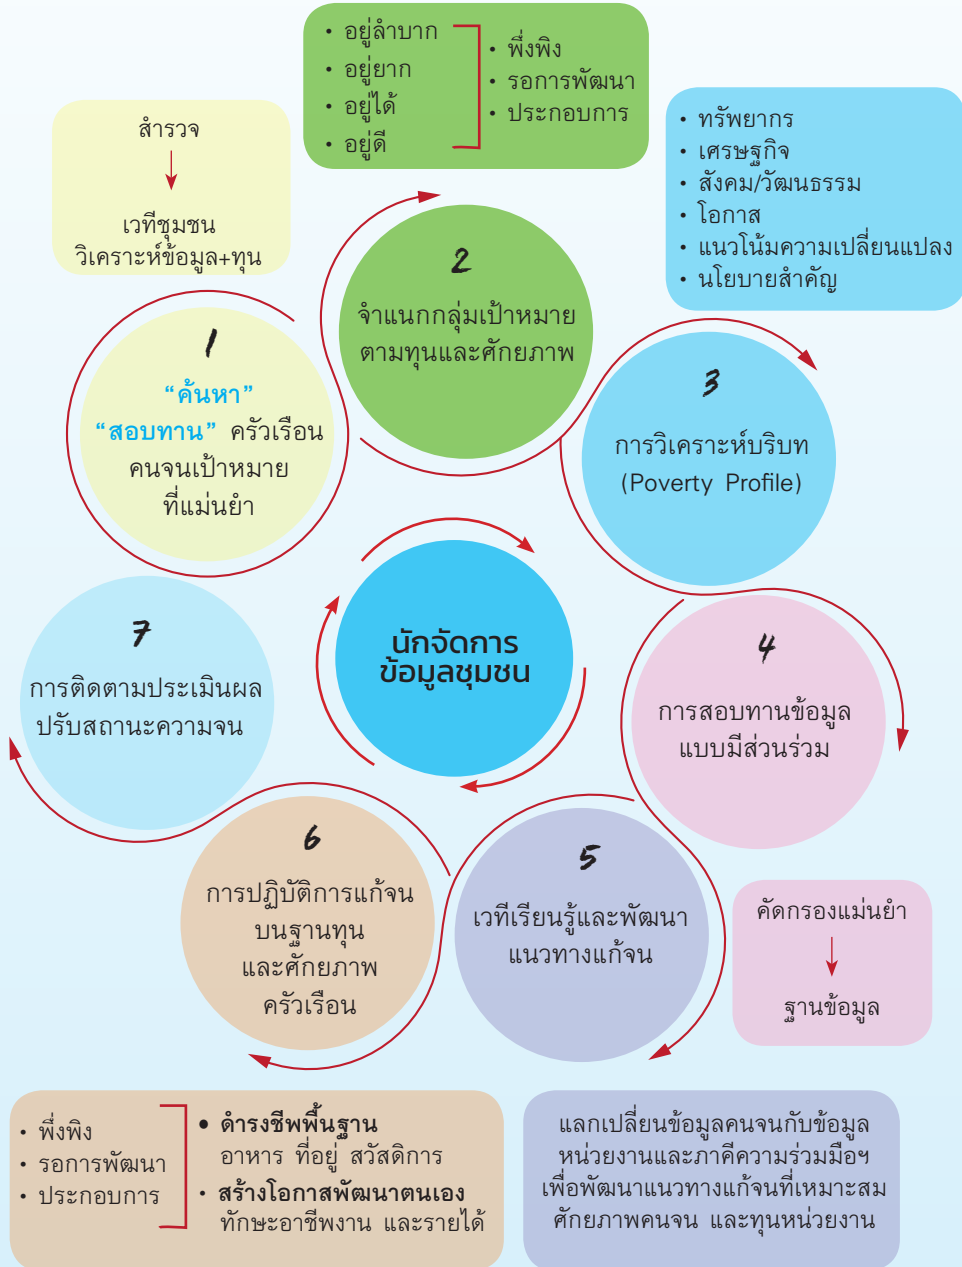 • อยู่ลำบาก
• อยู่ยาก
• อยู่ได้
• อยู่ดี
• พึ่งพิง
• รอการพัฒนา
• ประกอบการ
สำรวจ
เวทีชุมชน
วิเคราะห์ข้อมูล+ทุน
• ทรัพยากร
• เศรษฐกิจ
• สังคม/วัฒนธรรม
• โอกาส
• แนวโน้มความเปลี่ยนแปลง
• นโยบายสำคัญ
1
“ค้นหา”
“สอบทาน” ครัวเรือน
คนจนเป้าหมาย
ที่แม่นยำ
2
จำแนกกลุ่มเป้าหมาย
ตามทุนและศักยภาพ
3
การวิเคราะห์บริบท
(Poverty Profile)
นักจัดการ
ข้อมูลชุมชน
4
การสอบทานข้อมูล
แบบมีส่วนร่วม
คัดกรองแม่นยำ
ฐานข้อมูล
5
เวทีเรียนรู้และพัฒนา
แนวทางแก้จน
แลกเปลี่ยนข้อมูลคนจนกับข้อมูล
หน่วยงานและภาคีความร่วมมือฯ
เพื่อพัฒนาแนวทางแก้จนที่เหมาะสม
ศักยภาพคนจน และทุนหน่วยงาน
6
การปฏิบัติการแก้จน
บนฐานทุน
และศักยภาพ
ครัวเรือน
• พึ่งพิง
• รอการพัฒนา
• ประกอบการ
• ดำรงชีพพื้นฐาน
อาหาร ที่อยู่ สวัสดิการ
• สร้างโอกาสพัฒนาตนเอง
ทักษะอาชีพงาน และรายได้
7
การติดตามประเมินผล
ปรับสถานะความจน